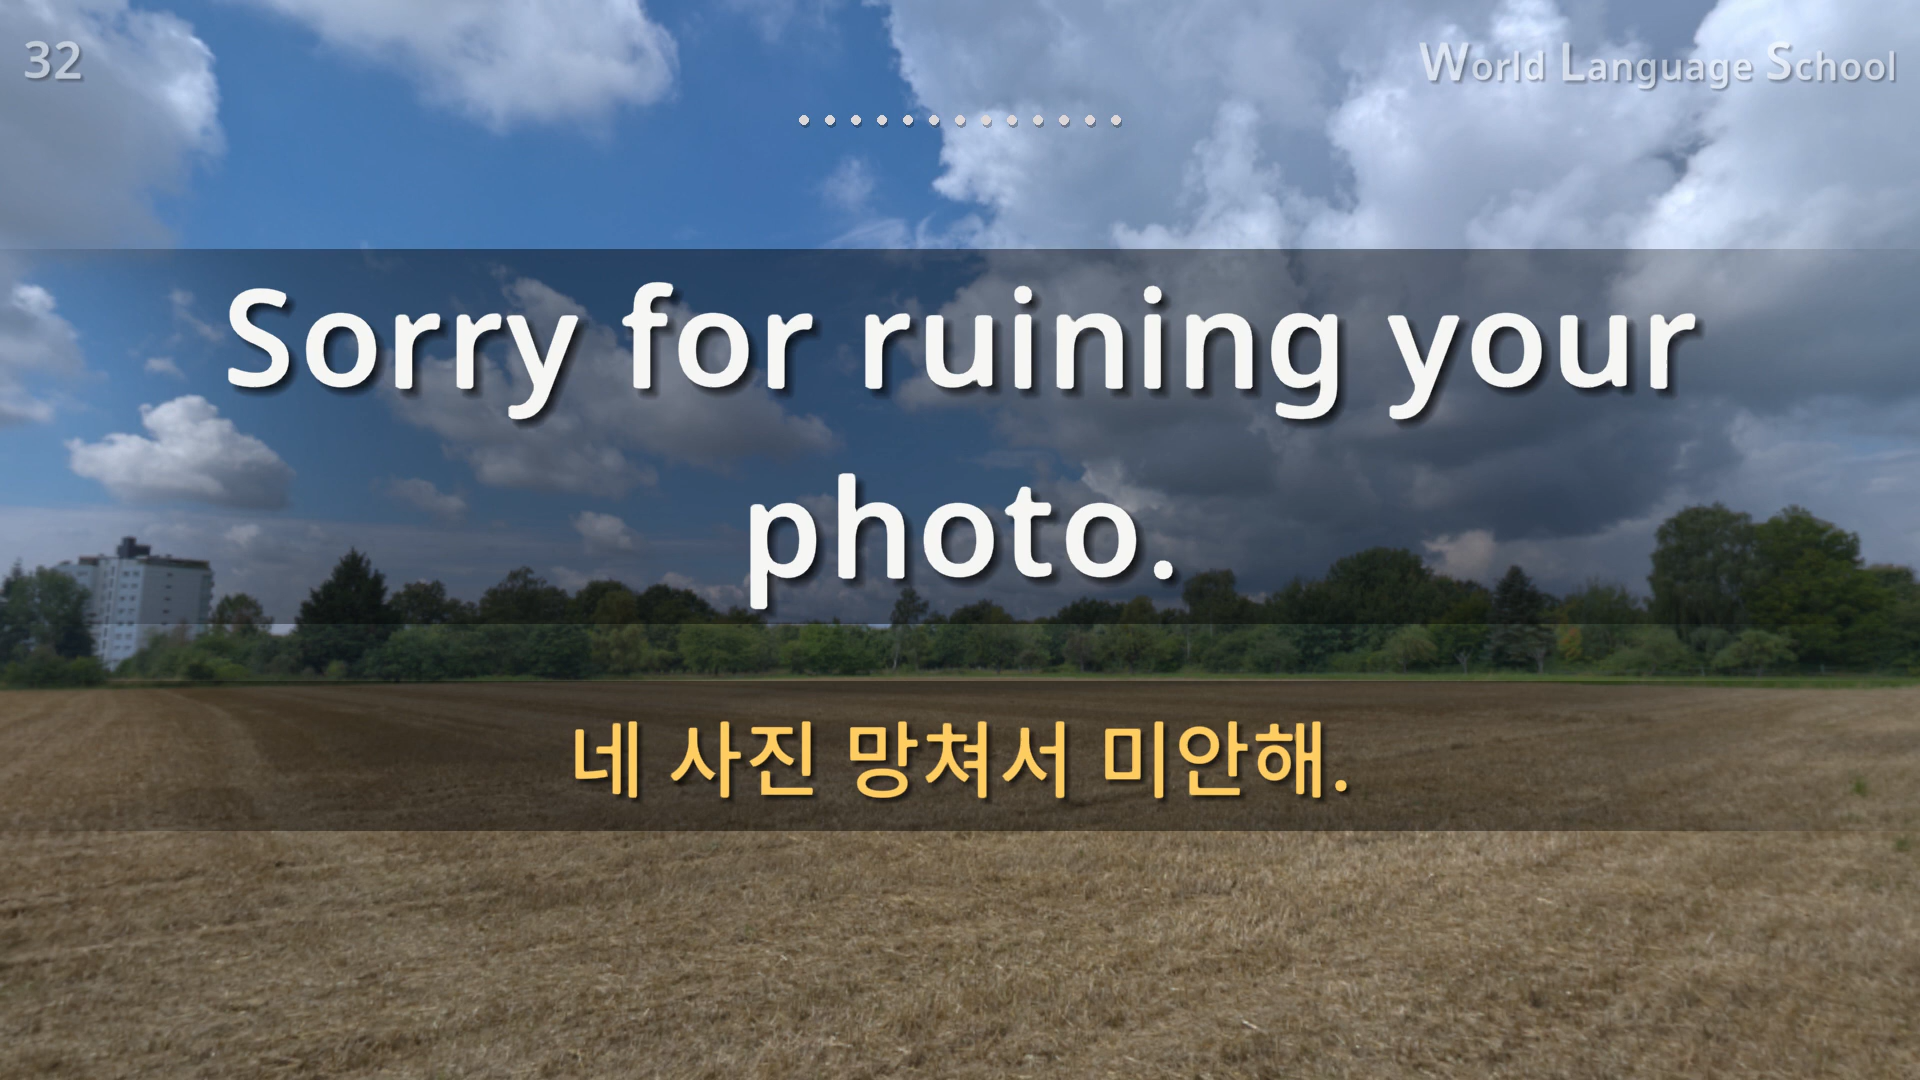 32
World Language School
Sorry for ruining your
photo.
네 사진 망쳐서 미안해.